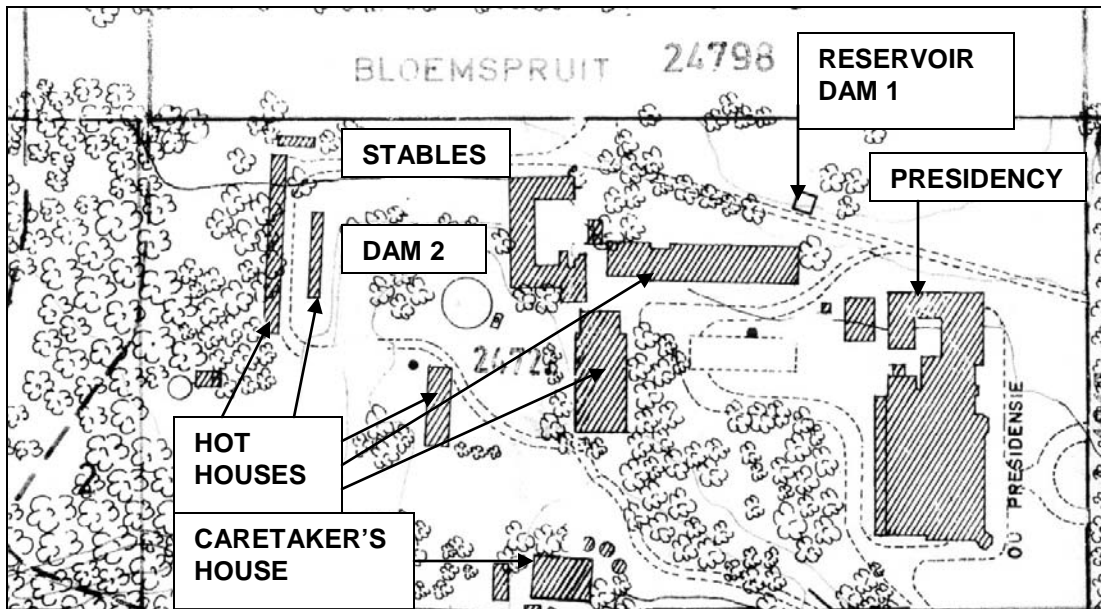 BLOEMSPRUIT 24798
RESERVOIR
DAM 1
STABLES
PRESIDENCY
DAM 2
HOT
HOUSES
CARETAKER'S
HOUSE
OU PRESIDENSIE